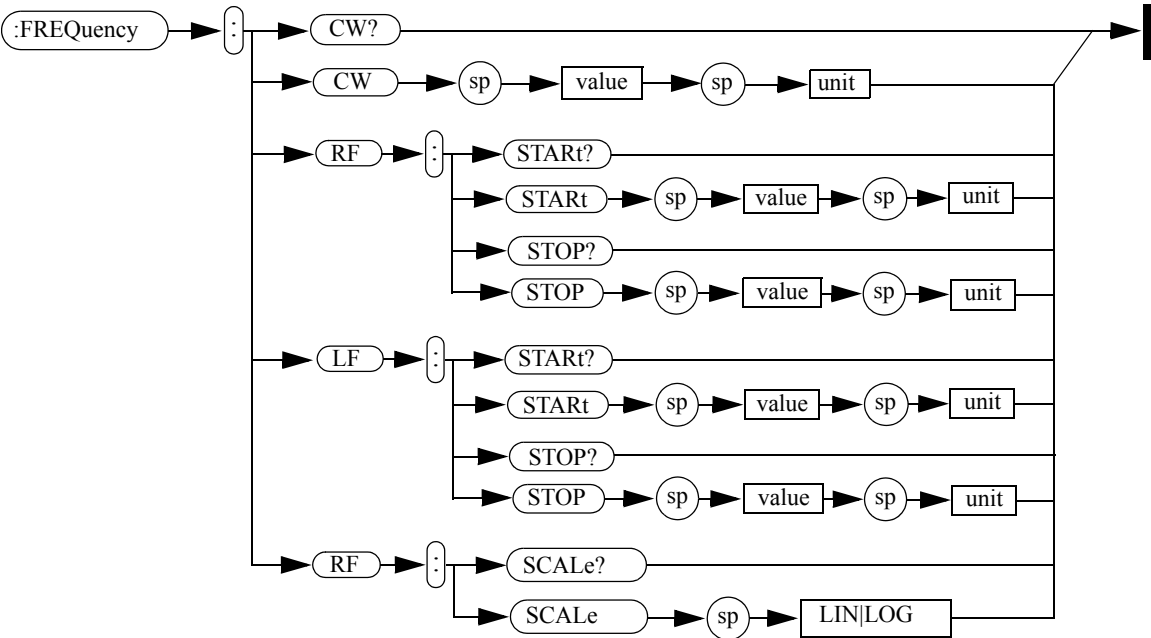 :FREQuency : CW?
CW sp value sp unit
RF : STARt?
STARt sp value sp unit
STOP?
STOP sp value sp unit
LF : STARt?
STARt sp value sp unit
STOP?
STOP sp value sp unit
RF : SCALe?
SCALe sp LIN|LOG